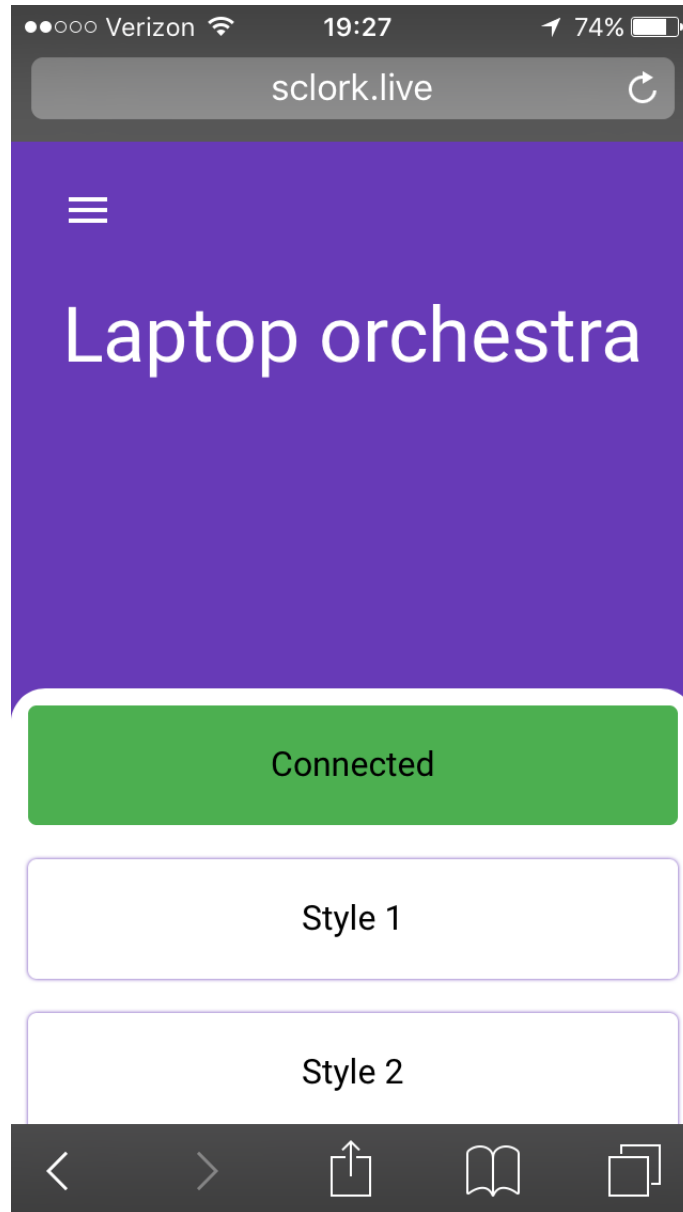 Verizon 19:27 74%
sclork.live
Laptop orchestra
Connected
Style 1
Style 2